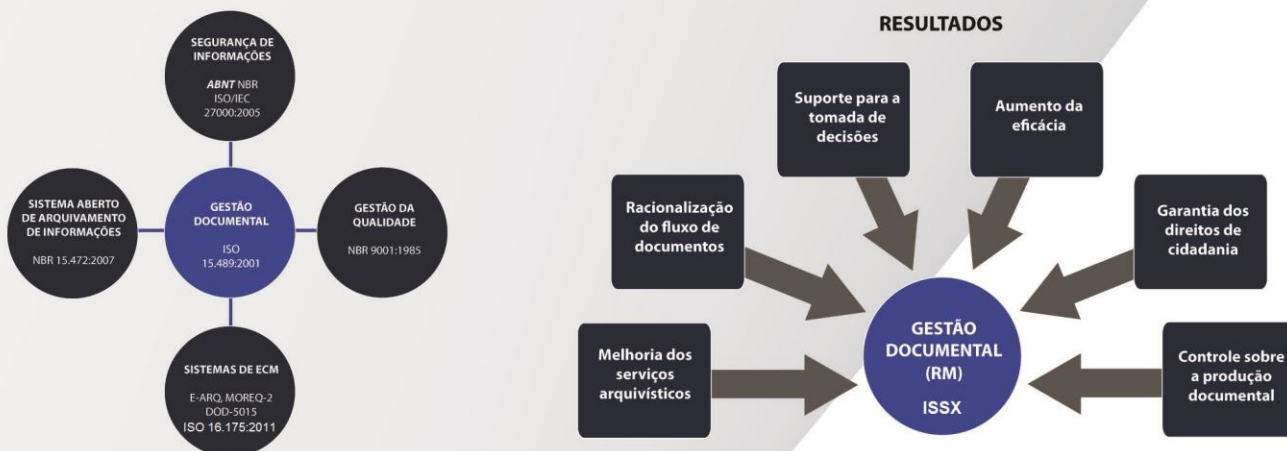 SEGURANÇA DE
INFORMAÇÕES
ABNT NBR
ISO/IEC
27000:2005
SISTEMA ABERTO
DE ARQUIVAMENTO
DE INFORMAÇÕES
NBR 15.472:2007
GESTÃO
DOCUMENTAL
ISO
15.489:2001
GESTÃO DA
QUALIDADE
NBR 9001:1985
SISTEMAS DE ECM
E-ARQ, MOREQ-2
DOD-5015
ISO 16.175:2011
RESULTADOS
Suporte para a
tomada de
decisões
Aumento da
eficácia
Racionalização
do fluxo de
documentos
Garantia dos
direitos de
cidadania
Melhoria dos
serviços
arquivísticos
GESTÃO
DOCUMENTAL
(RM)
ISSX
Controle sobre
a produção
documental